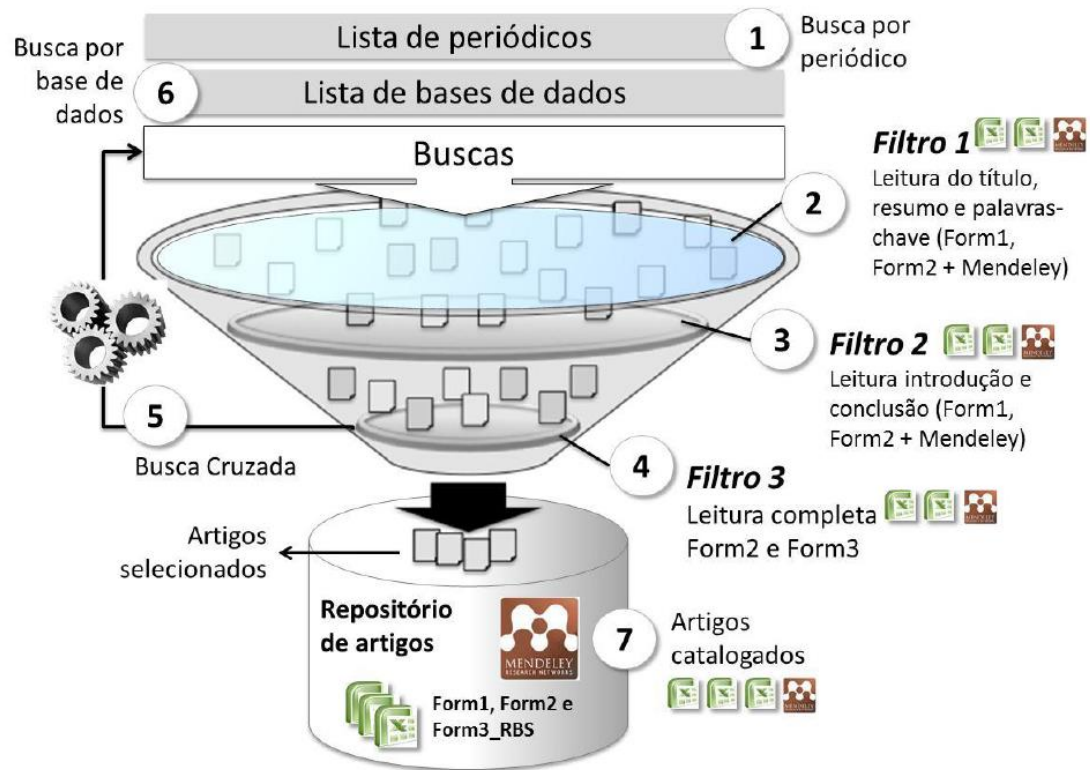 Lista de periódicos
1
Busca por
periódico
Busca por
base de
dados
6
Lista de bases de dados
Buscas
Filtro 1
Leitura do título,
resumo e palavras-
chave (Form1,
Form2 + Mendeley)
2
3
Filtro 2
Leitura introdução e
conclusão (Form1,
Form2 + Mendeley)
5
Busca Cruzada
4
Filtro 3
Leitura completa
Form2 e Form3
Artigos
selecionados
Repositório
de artigos
MENDELEY
RESEARCH NETWORKS
7
Artigos
catalogados
Form1, Form2 e
Form3_RBS